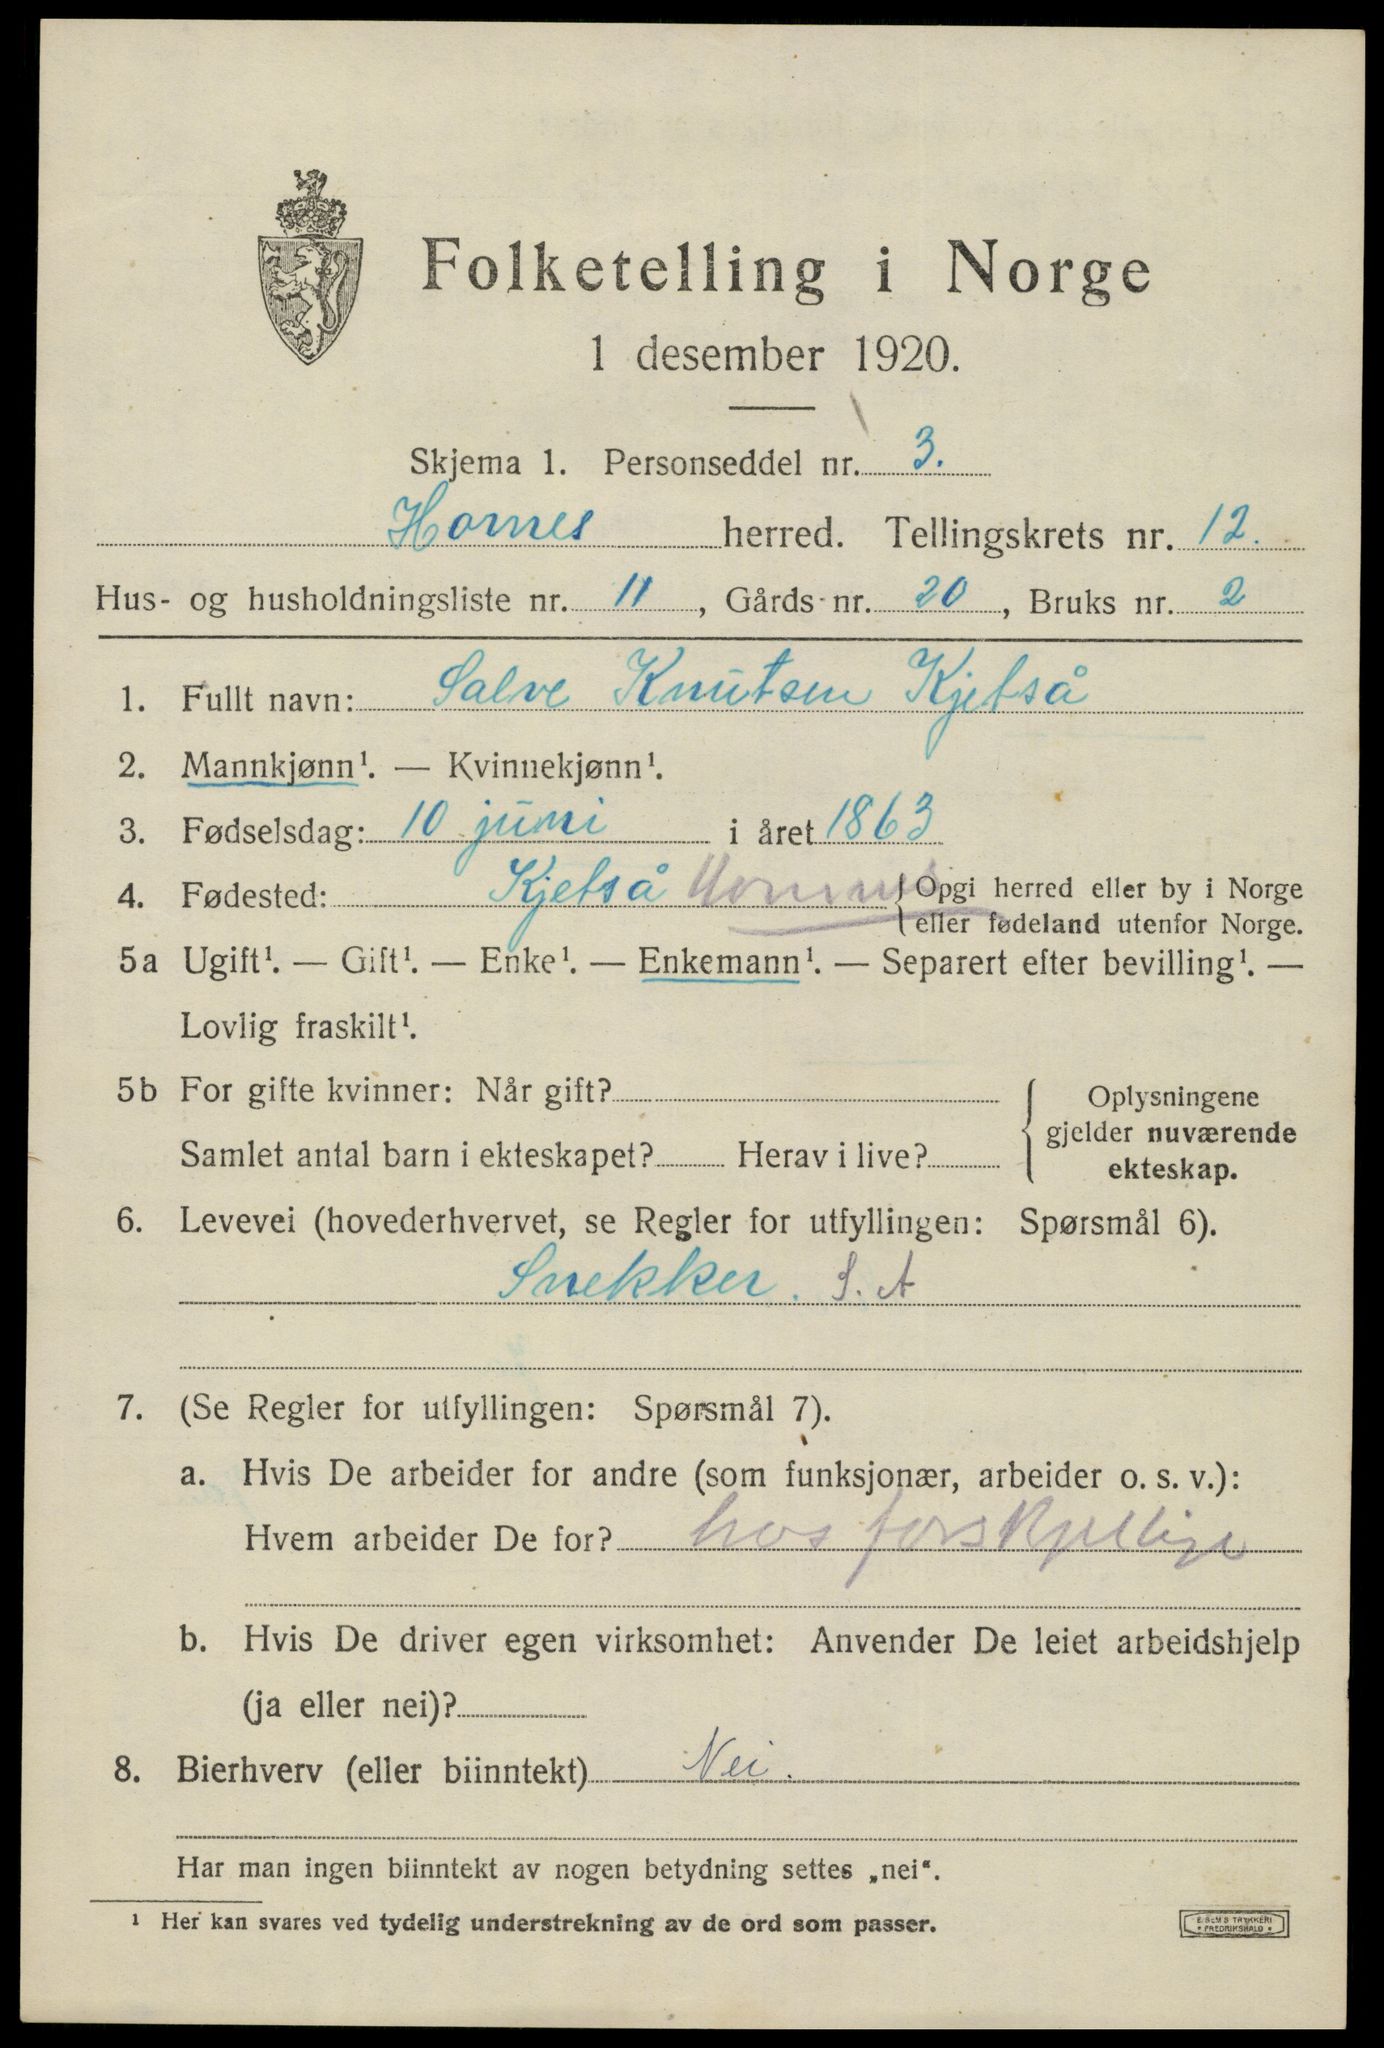 Folketelling i Norge
1 desember 1920.
Skjema 1. Personseddel nr. 3.
Hornes herred. Tellingskrets nr. 12.
Hus- og husholdningsliste nr. 11, Gårds nr. 20, Bruks nr. 2
1. Fullt navn: Salve Knutsen Kjetså
2. Mannkjønn¹. — Kvinnekjønn¹.
3. Fødselsdag: 10 juni i året 1863
4. Fødested: Kjetså Hornnes { Opgi herred eller by i Norge
eller fødeland utenfor Norge.
5a Ugift¹. — Gift¹. — Enke¹. — Enkemann¹. — Separert efter bevilling¹. —
Lovlig fraskilt¹.
5b For gifte kvinner: Når gift?
Samlet antal barn i ekteskapet? Herav i live?
{ Oplysningene
gjelder nuværende
ekteskap.
6. Levevei (hovederhvervet, se Regler for utfyllingen: Spørsmål 6).
Snekker. S. A
7. (Se Regler for utfyllingen: Spørsmål 7).
a. Hvis De arbeider for andre (som funksjonær, arbeider o. s. v.):
Hvem arbeider De for? hos forskjellige
b. Hvis De driver egen virksomhet: Anvender De leiet arbeidshjelp
(ja eller nei)?
8. Bierhverv (eller biinntekt) Nei.
Har man ingen biinntekt av nogen betydning settes „nei“.
¹ Her kan svares ved tydelig understrekning av de ord som passer.
E. SEM'S TRYKKERI
* FREDRIKSHALD *